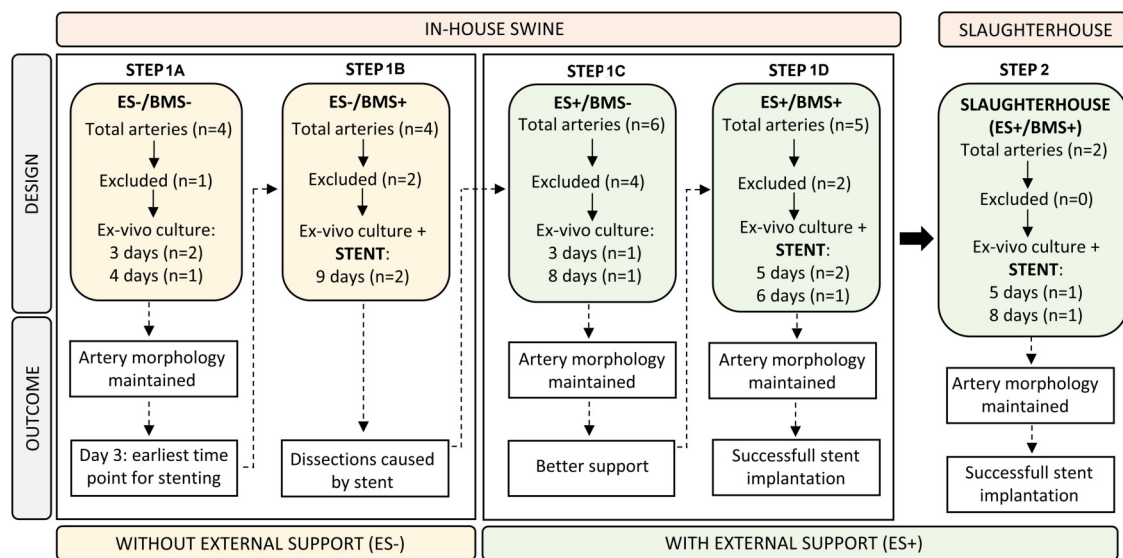 IN-HOUSE SWINE
SLAUGHTERHOUSE
DESIGN
OUTCOME
STEP 1A
ES-/BMS-
Total arteries (n=4)
Excluded (n=1)
Ex-vivo culture:
3 days (n=2)
4 days (n=1)
Artery morphology
maintained
Day 3: earliest time
point for stenting
STEP 1B
ES-/BMS+
Total arteries (n=4)
Excluded (n=2)
Ex-vivo culture +
STENT:
9 days (n=2)
Dissections caused
by stent
STEP 1C
ES+/BMS-
Total arteries (n=6)
Excluded (n=4)
Ex-vivo culture:
3 days (n=1)
8 days (n=1)
Artery morphology
maintained
Better support
STEP 1D
ES+/BMS+
Total arteries (n=5)
Excluded (n=2)
Ex-vivo culture +
STENT:
5 days (n=2)
6 days (n=1)
Artery morphology
maintained
Successful stent
implantation
STEP 2
SLAUGHTERHOUSE
(ES+/BMS+)
Total arteries (n=2)
Excluded (n=0)
Ex-vivo culture +
STENT:
5 days (n=1)
8 days (n=1)
Artery morphology
maintained
Successfull stent
implantation
WITHOUT EXTERNAL SUPPORT (ES-)
WITH EXTERNAL SUPPORT (ES+)